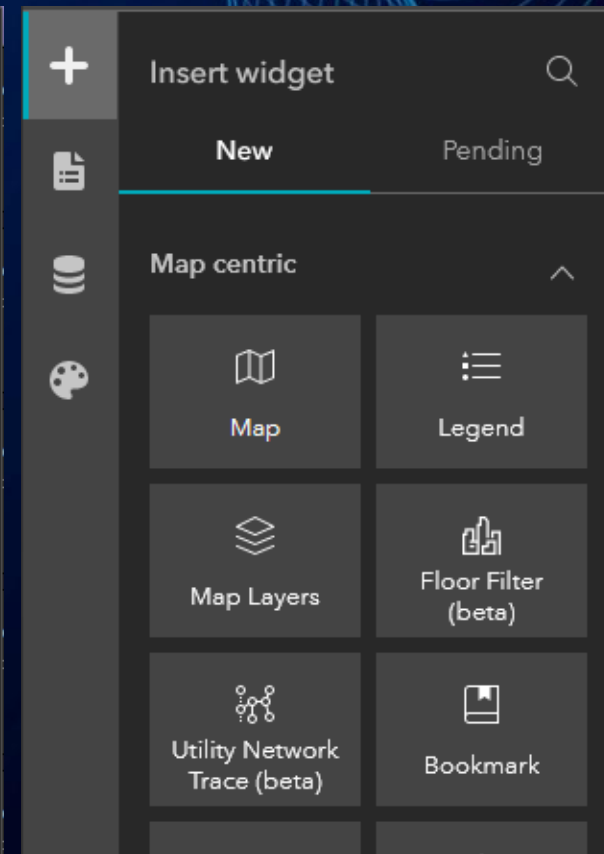 Insert widget
New
Pending
Map centric
Map
Legend
Map Layers
Floor Filter
(beta)
Utility Network
Trace (beta)
Bookmark